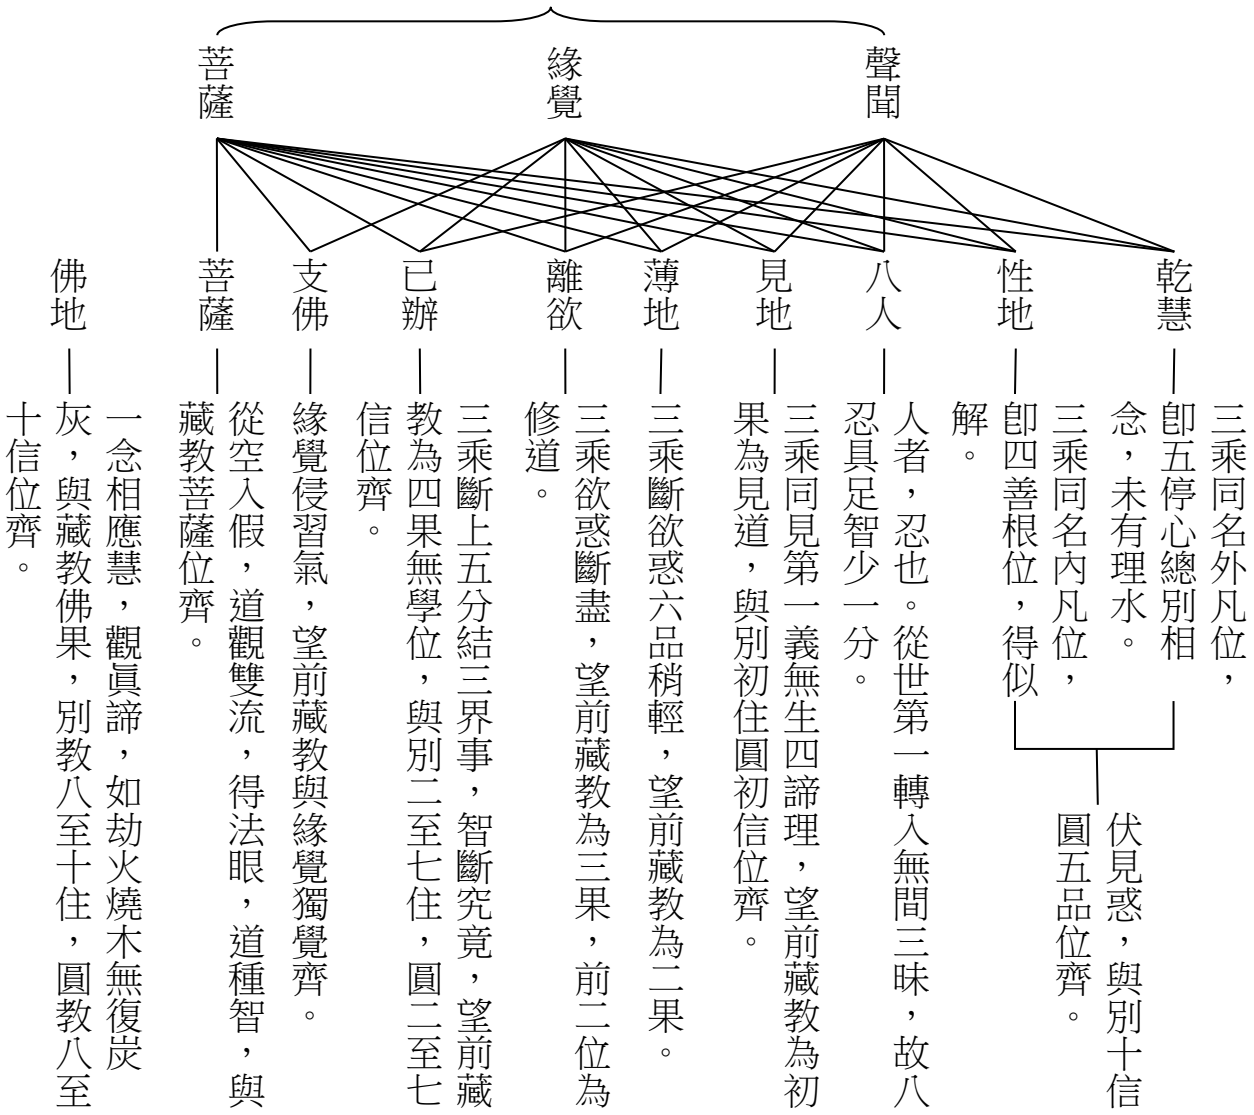 聲聞
緣覺
菩薩
乾慧
性地
八人
見地
薄地
離欲
已辦
支佛
菩薩
佛地
三乘同名外凡位，
卽五停心總別相
念，未有理水。
三乘同名內凡位，
卽四善根位，得似
解。
伏見惑，與別十信
圓五品位齊。
人者，忍也。從世第一轉入無間三昧，故八
忍具足智少一分。
三乘同見第一義無生四諦理，望前藏教為初
果為見道，與別初住圓初信位齊。
三乘斷欲惑六品稍輕，望前藏教為二果。
三乘欲惑斷盡，望前藏教為三果，前二位為
修道。
三乘斷上五分結三界事，智斷究竟，望前藏
教為四果無學位，與別二至七住，圓二至七
信位齊。
緣覺侵習氣，望前藏教與緣覺獨覺齊。
從空入假，道觀雙流，得法眼，道種智，與
藏教菩薩位齊。
一念相應慧，觀眞諦，如劫火燒木無復炭
灰，與藏教佛果，別教八至十住，圓教八至
十信位齊。